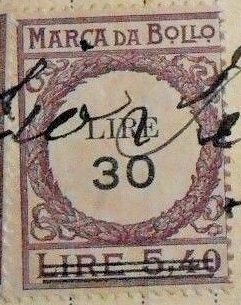 MARCA DA BOLLO
LIRE
30
LIRE 5,40